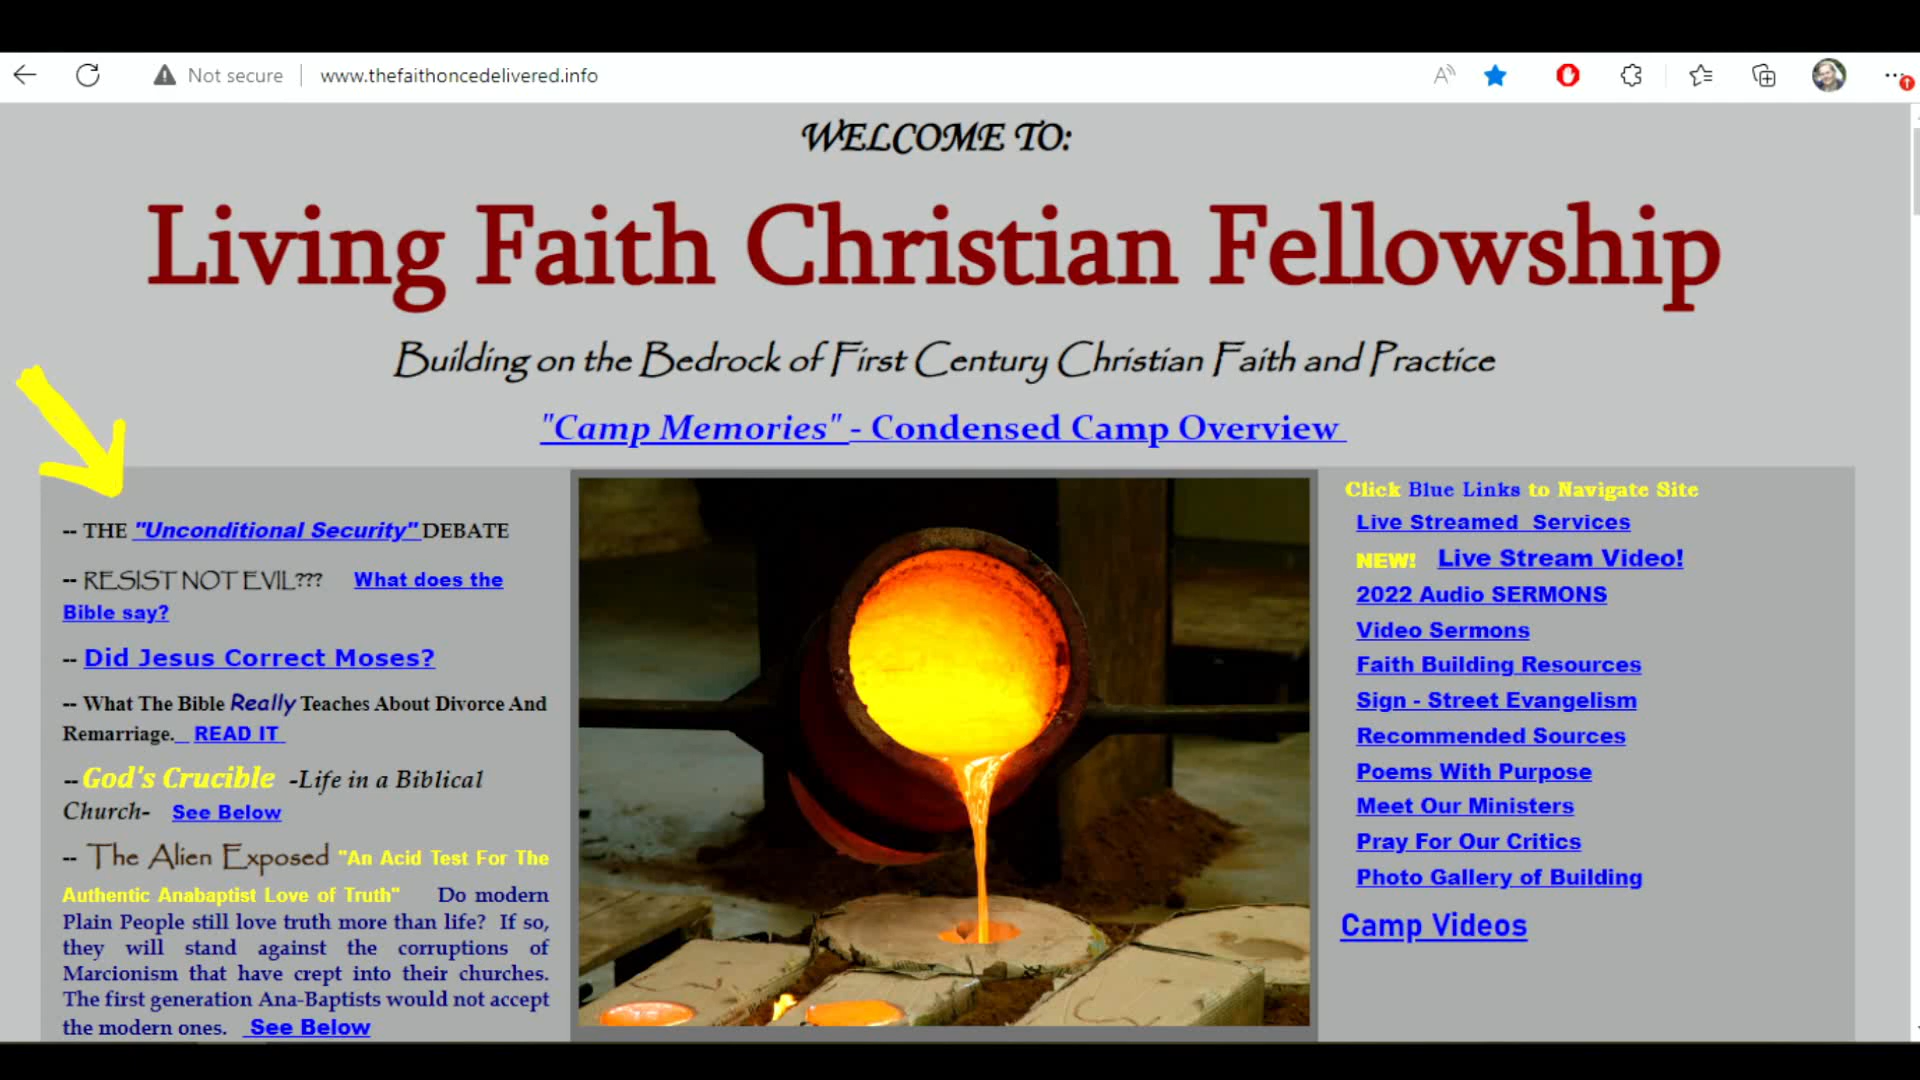 Not secure
www.thefaithoncedelivered.info
WELCOME TO:
Living Faith Christian Fellowship
Building on the Bedrock of First Century Christian Faith and Practice
"Camp Memories" - Condensed Camp Overview
-- THE "Unconditional Security" DEBATE
-- RESIST NOT EVIL??? What does the
Bible say?
-- Did Jesus Correct Moses?
-- What The Bible Really Teaches About Divorce And
Remarriage. READ IT
-- God's Crucible -Life in a Biblical
Church- See Below
-- The Alien Exposed "An Acid Test For The
Authentic Anabaptist Love of Truth" Do modern
Plain People still love truth more than life? If so,
they will stand against the corruptions of
Marcionism that have crept into their churches.
The first generation Ana-Baptists would not accept
the modern ones. See Below
Click Blue Links to Navigate Site
Live Streamed Services
NEW! Live Stream Video!
2022 Audio SERMONS
Video Sermons
Faith Building Resources
Sign - Street Evangelism
Recommended Sources
Poems With Purpose
Meet Our Ministers
Pray For Our Critics
Photo Gallery of Building
Camp Videos